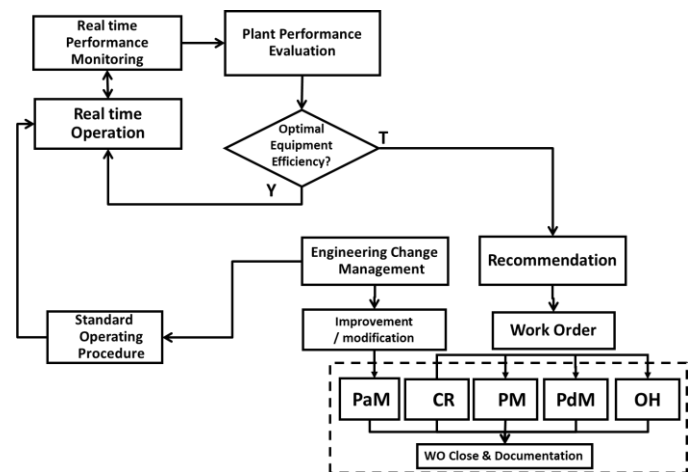 Real time
Performance
Monitoring
Plant Performance
Evaluation
Real time
Operation
Optimal
Equipment
Efficiency?
T
Y
Engineering Change
Management
Recommendation
Standard
Operating
Procedure
Improvement
/ modification
Work Order
PaM
CR
PM
PdM
OH
WO Close & Documentation